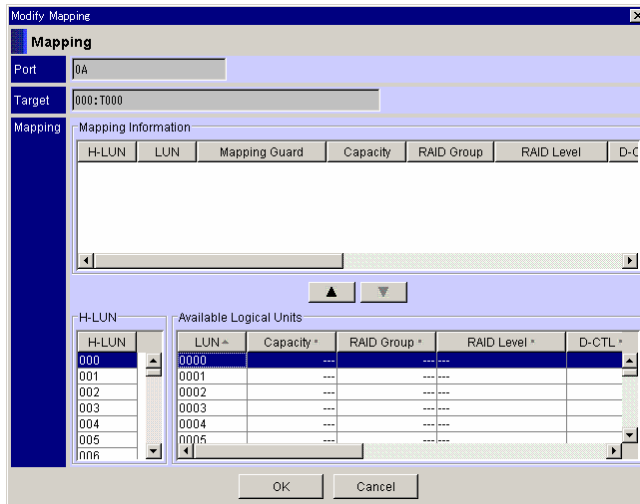 Modify Mapping
Mapping
Port 0A
Target 000:T000
Mapping Mapping Information
H-LUN LUN Mapping Guard Capacity RAID Group RAID Level D-C
H-LUN Available Logical Units
H-LUN LUN Capacity RAID Group RAID Level D-CTL
000 0000 --- --- ---
001 0001 --- --- ---
002 0002 --- --- ---
003 0003 --- --- ---
004 0004 --- --- ---
005 0005 --- --- ---
006
OK Cancel